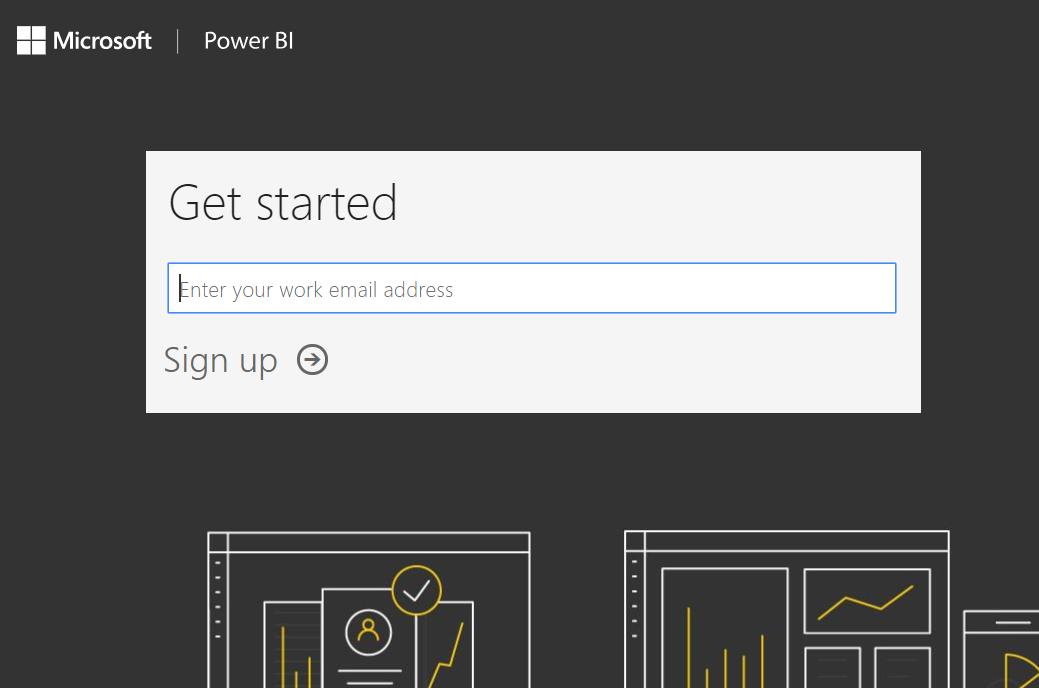 Microsoft | Power BI
Get started
Enter your work email address
Sign up